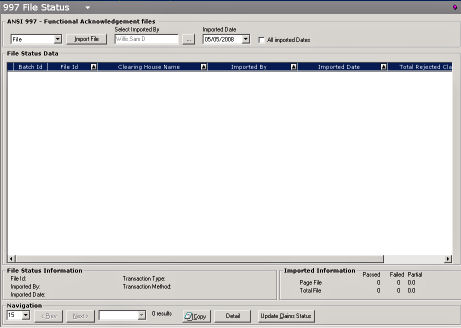 997 File Status
ANSI 997 - Functional Acknowledgement files
Select Imported By Imported Date
File Import File Willis Sam D ... 05/05/2008 All imported Dates
File Status Data
Batch Id File Id Clearing House Name Imported By Imported Date Total Rejected Cla
File Status Information Imported Information Passed Failed Partial
File Id: Transaction Type: Page File 0 0 0.0
Imported By: Transaction Method: Total File 0 0 0.0
Imported Date:
Navigation
15 < Prev Next > 0 results Copy Detail Update Claims Status